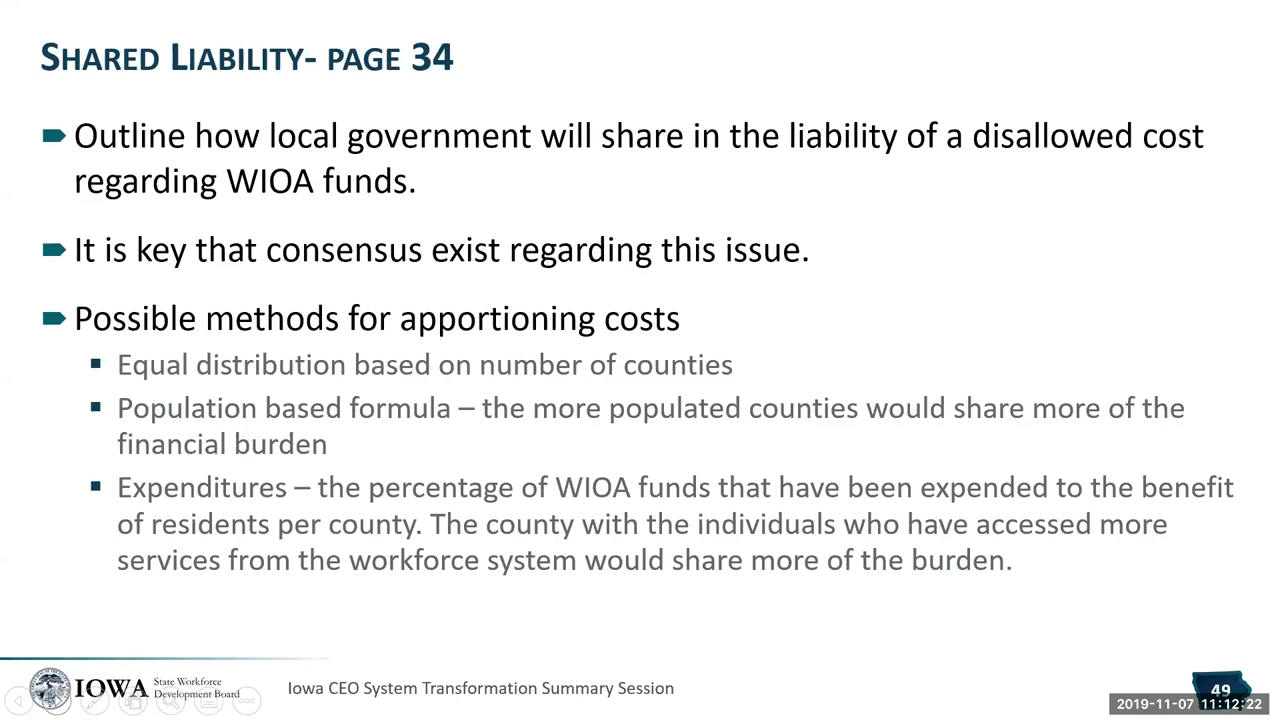 SHARED LIABILITY- PAGE 34
Outline how local government will share in the liability of a disallowed cost
regarding WIOA funds.
It is key that consensus exist regarding this issue.
Possible methods for apportioning costs
Equal distribution based on number of counties
Population based formula – the more populated counties would share more of the
financial burden
Expenditures – the percentage of WIOA funds that have been expended to the benefit
of residents per county. The county with the individuals who have accessed more
services from the workforce system would share more of the burden.
IOWA State Workforce
Development Board
Iowa CEO System Transformation Summary Session
49
2019-11-07 11:12:22